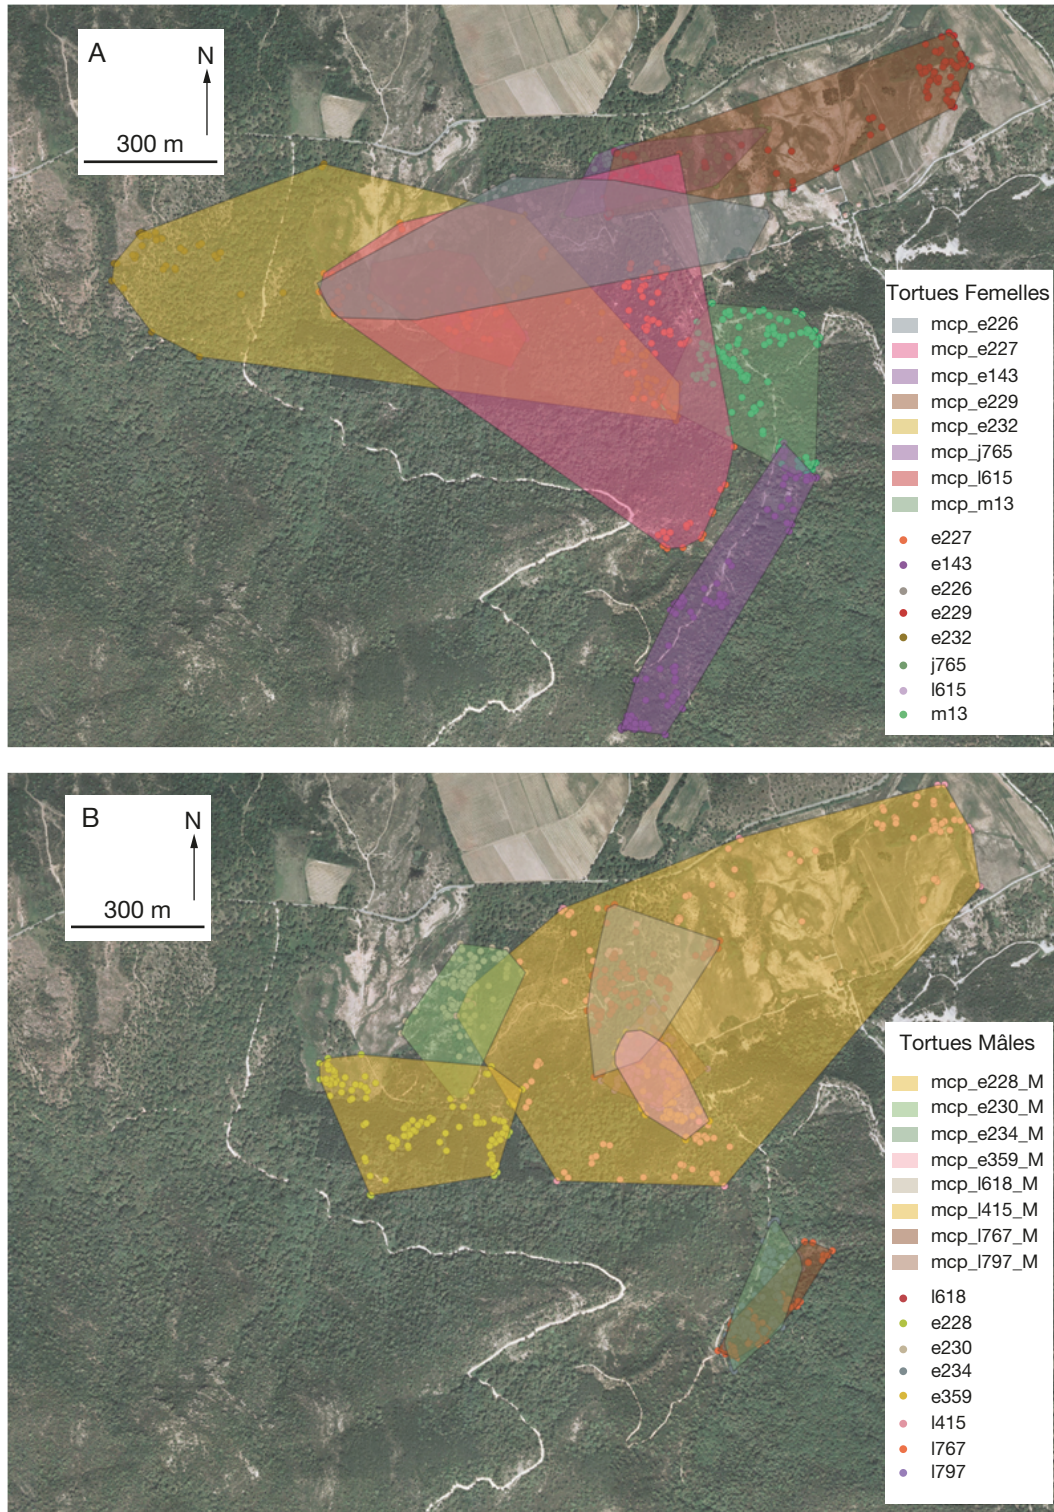 A
N
300 m
Tortues Femelles
mcp_e226
mcp_e227
mcp_e143
mcp_e229
mcp_e232
mcp_j765
mcp_l615
mcp_m13
e227
e143
e226
e229
e232
j765
l615
m13
B
N
300 m
Tortues Mâles
mcp_e228_M
mcp_e230_M
mcp_e234_M
mcp_e359_M
mcp_l618_M
mcp_l415_M
mcp_l767_M
mcp_l797_M
l618
e228
e230
e234
e359
l415
l767
l797